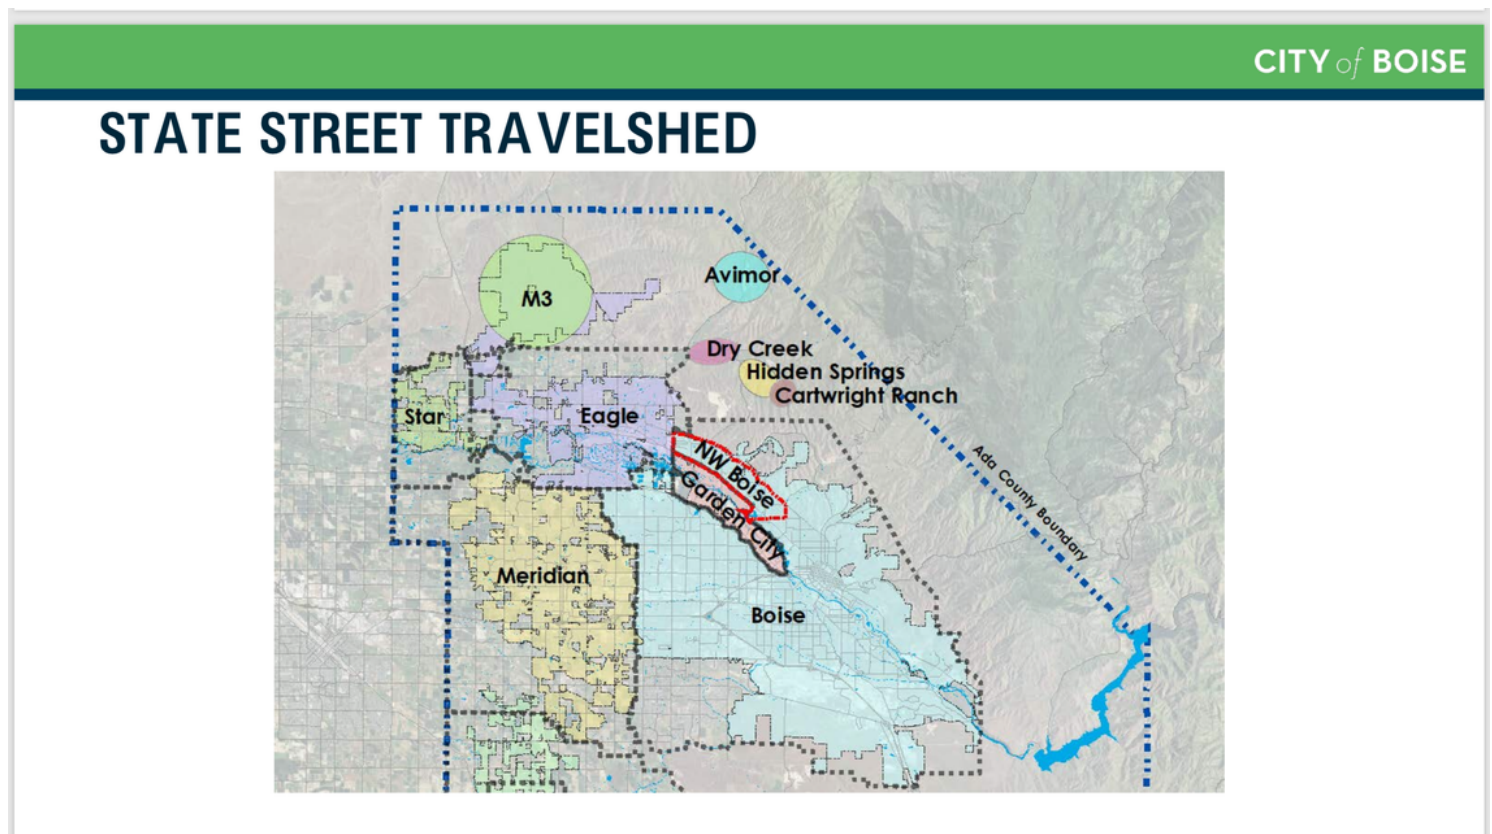 CITY of BOISE
STATE STREET TRAVELSHED
M3
Avimor
Dry Creek
Hidden Springs
Cartwright Ranch
Star
Eagle
NW Boise
Garden City
Ada County Boundary
Meridian
Boise